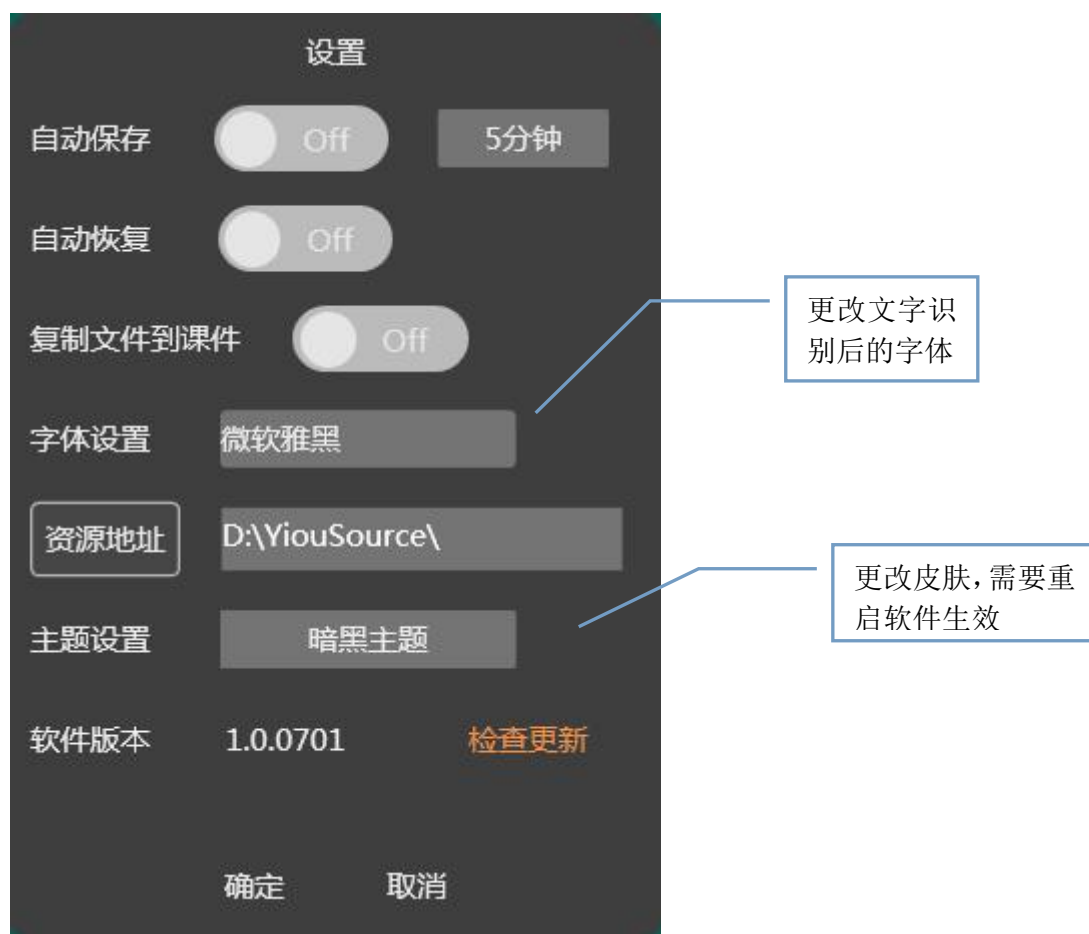 设置
自动保存 Off 5分钟
自动恢复 Off
复制文件到课件 Off
字体设置 微软雅黑
资源地址 D:\YiouSource\
主题设置 暗黑主题
软件版本 1.0.0701 检查更新
确定 取消
更改文字识
别后的字体
更改皮肤,需要重
启软件生效